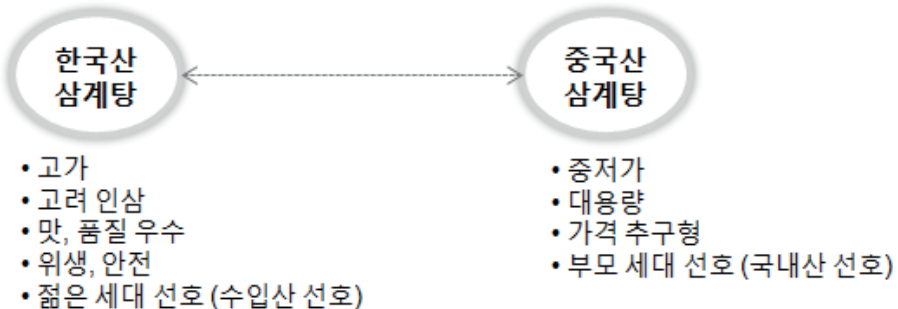 한국산
삼계탕
중국산
삼계탕
• 고가
• 고려 인삼
• 맛, 품질 우수
• 위생, 안전
• 젊은 세대 선호 (수입산 선호)
• 중저가
• 대용량
• 가격 추구형
• 부모 세대 선호 (국내산 선호)